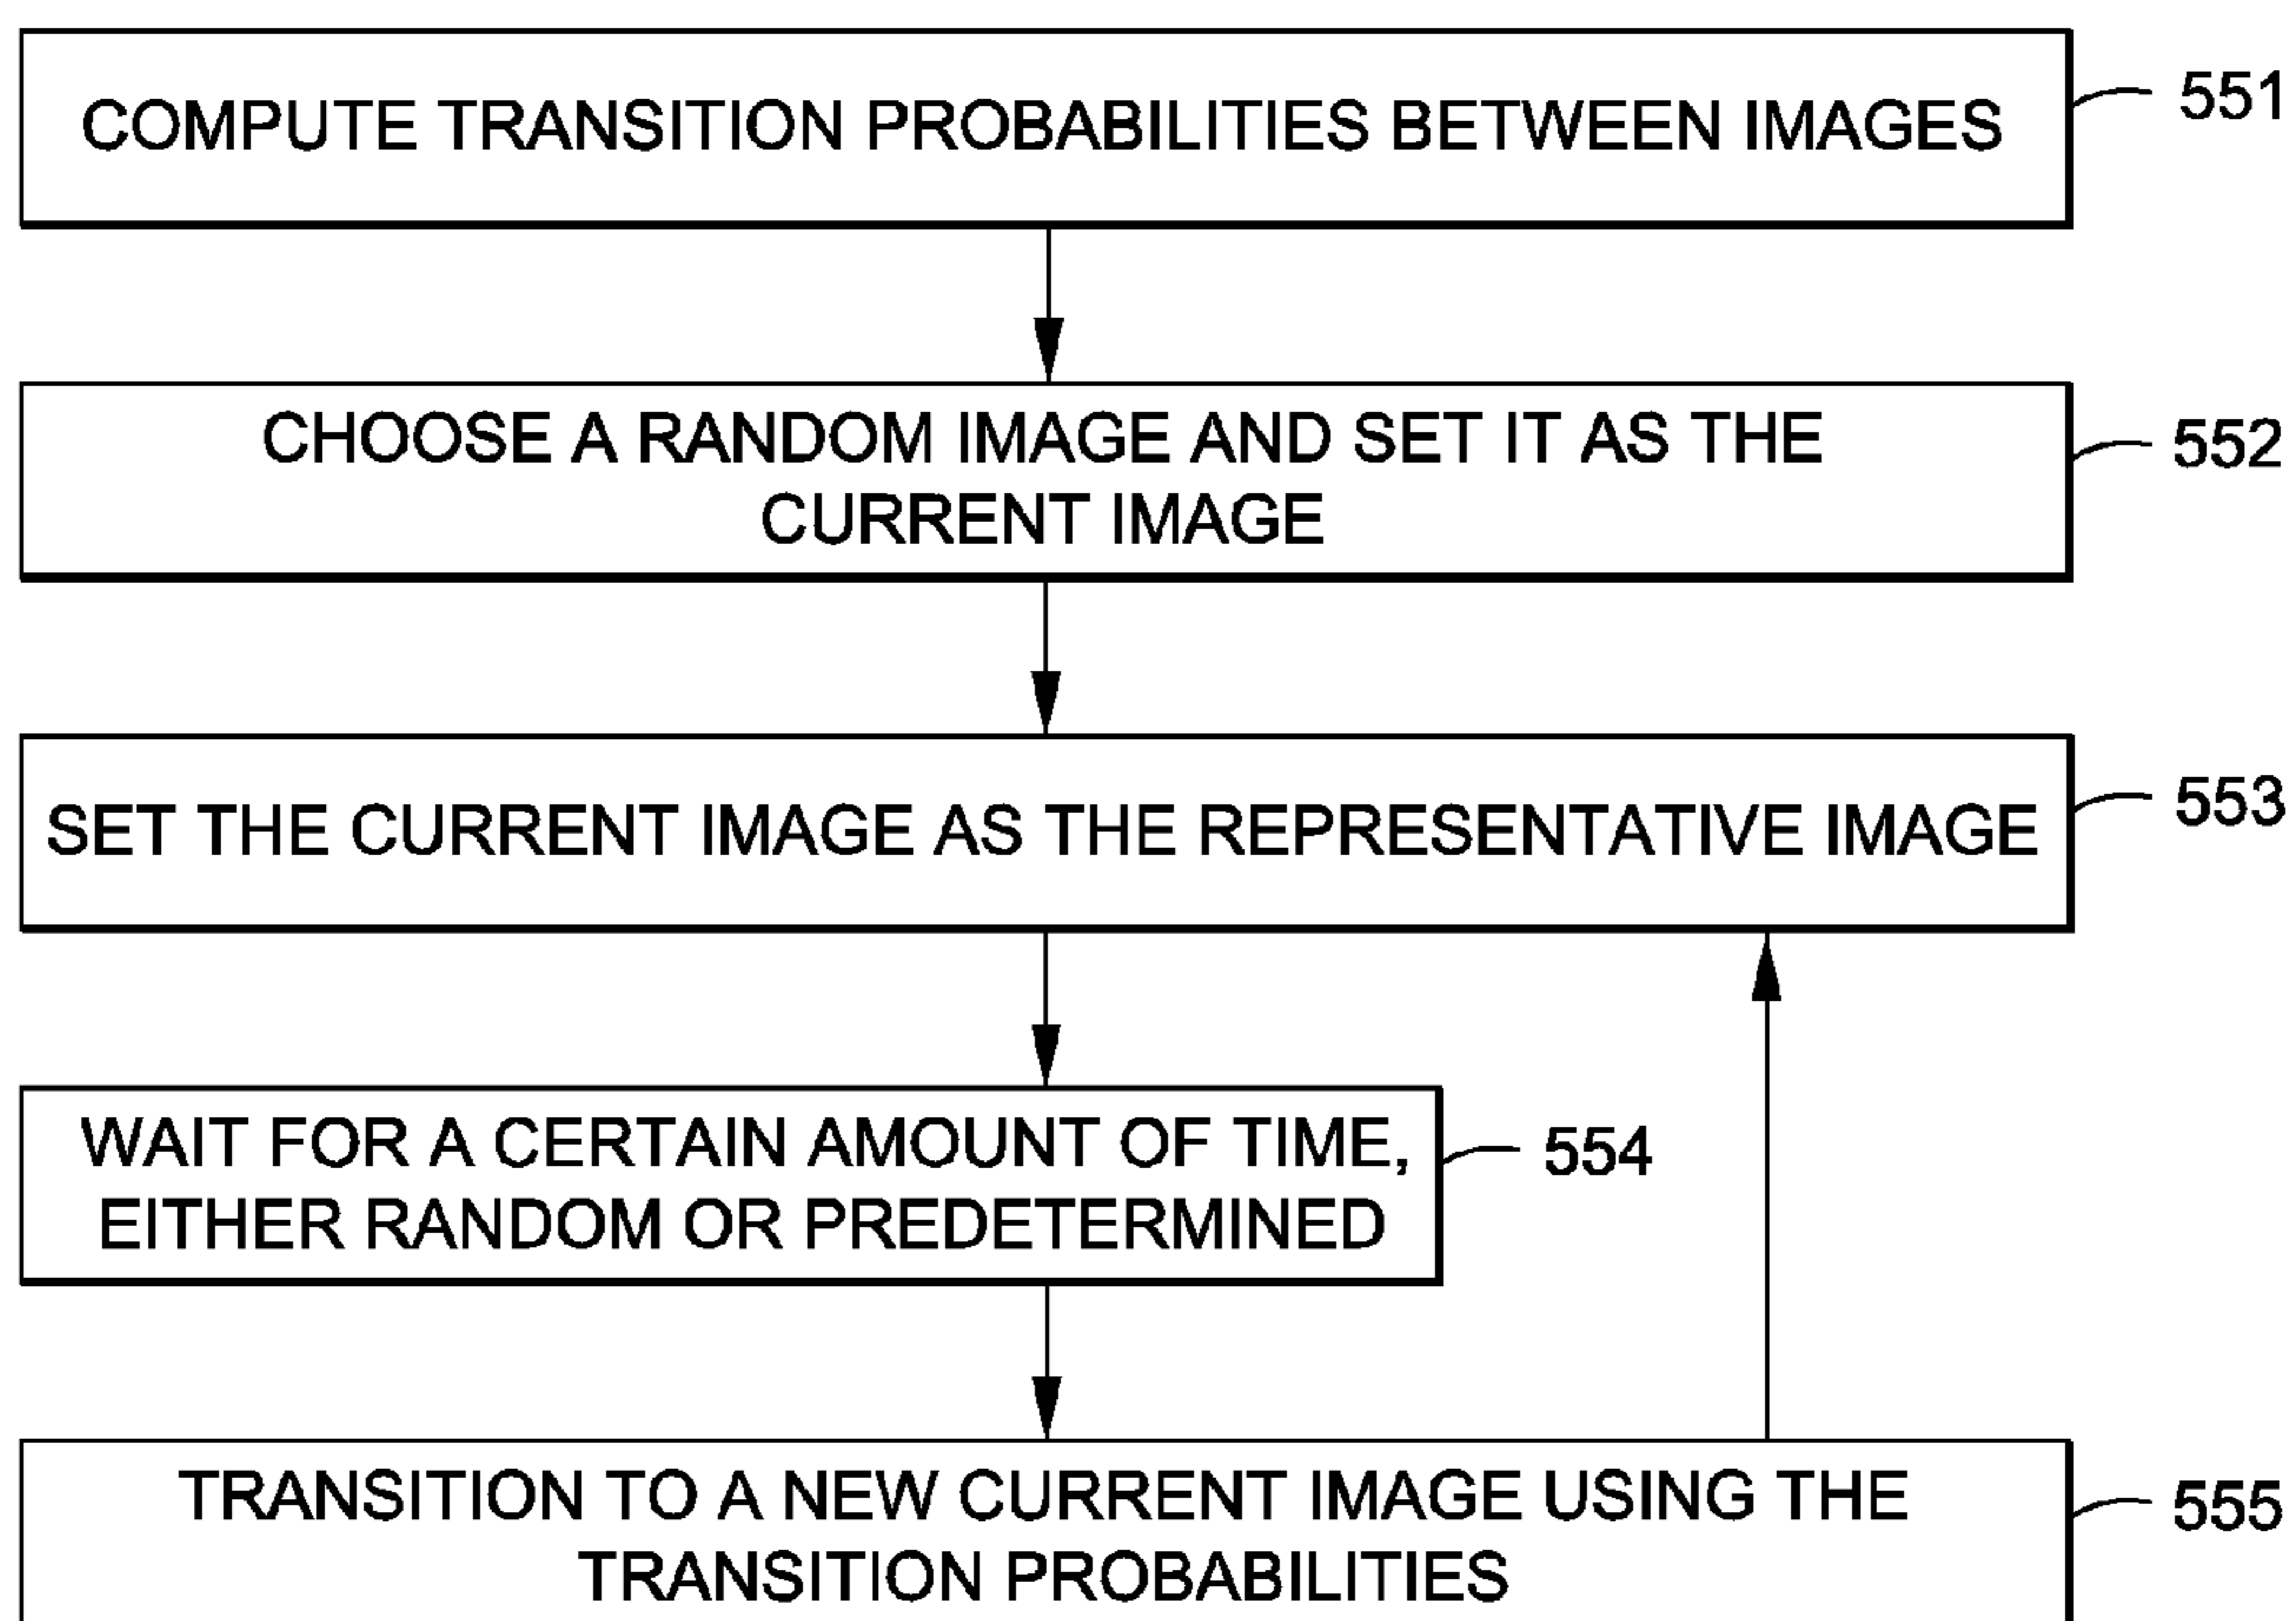 COMPUTE TRANSITION PROBABILITIES BETWEEN IMAGES
551
CHOOSE A RANDOM IMAGE AND SET IT AS THE
CURRENT IMAGE
552
SET THE CURRENT IMAGE AS THE REPRESENTATIVE IMAGE
553
WAIT FOR A CERTAIN AMOUNT OF TIME,
EITHER RANDOM OR PREDETERMINED
554
TRANSITION TO A NEW CURRENT IMAGE USING THE
TRANSITION PROBABILITIES
555